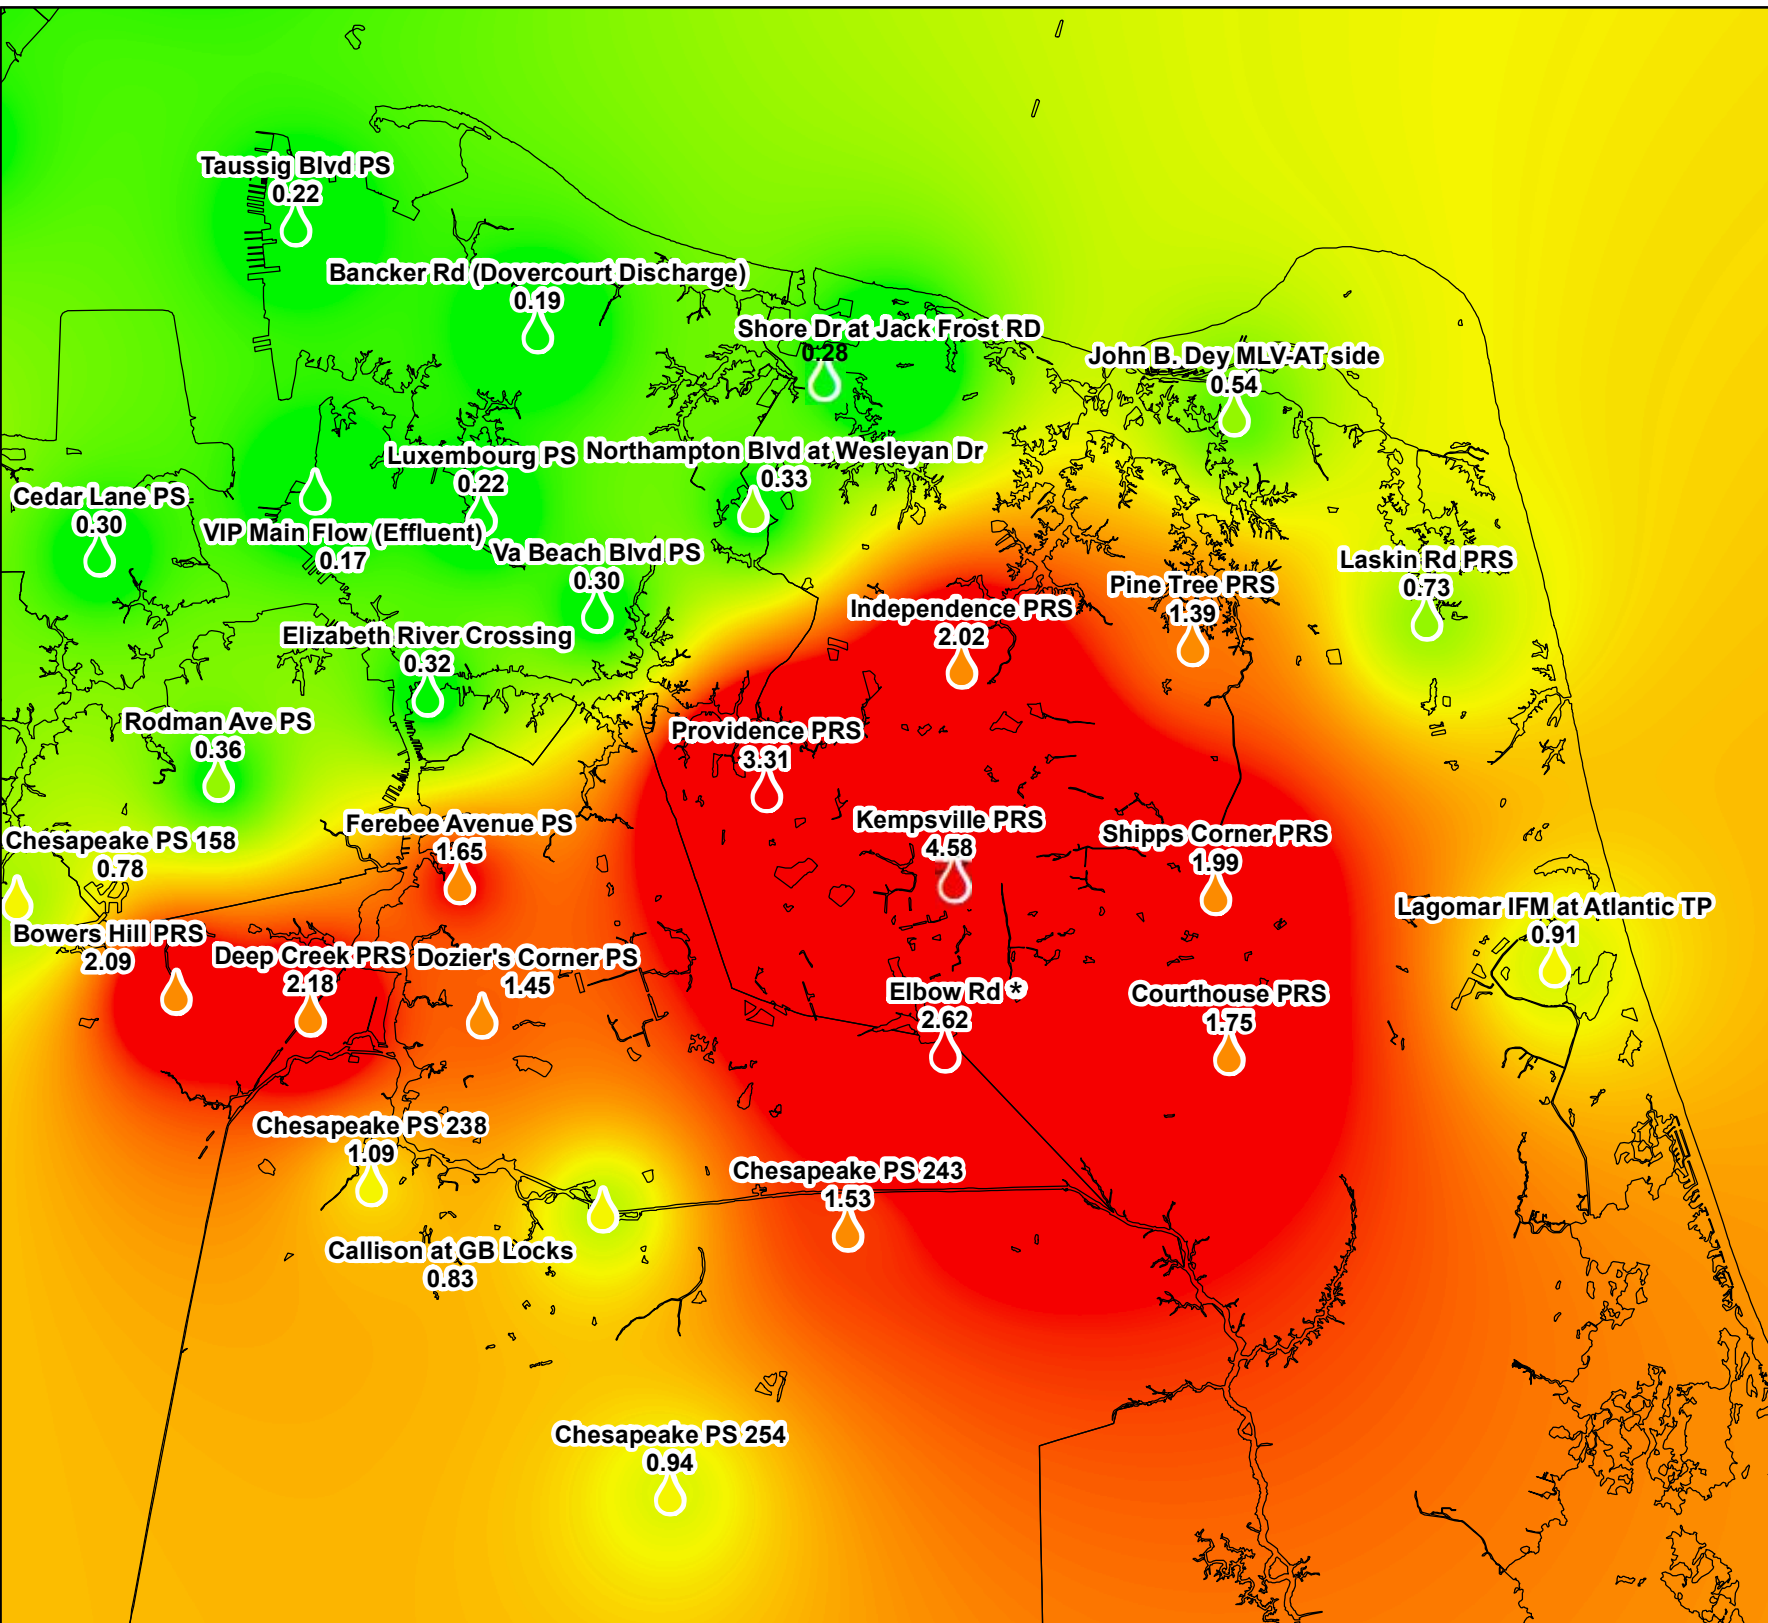 Taussig Blvd PS
0.22
Bancker Rd (Dovercourt Discharge)
0.19
Shore Dr at Jack Frost RD
0.28
John B. Dey MLV-AT side
0.54
Luxembourg PS
0.22
Northampton Blvd at Wesleyan Dr
0.33
Cedar Lane PS
0.30
VIP Main Flow (Effluent)
0.17
Va Beach Blvd PS
0.30
Laskin Rd PRS
0.73
Pine Tree PRS
1.39
Independence PRS
2.02
Elizabeth River Crossing
0.32
Rodman Ave PS
0.36
Providence PRS
3.31
Kempsville PRS
4.58
Ferebee Avenue PS
1.65
Shipps Corner PRS
1.99
Chesapeake PS 158
0.78
Lagomar IFM at Atlantic TP
0.91
Bowers Hill PRS
2.09
Deep Creek PRS
2.18
Dozier's Corner PS
1.45
Elbow Rd *
2.62
Courthouse PRS
1.75
Chesapeake PS 238
1.09
Chesapeake PS 243
1.53
Callison at GB Locks
0.83
Chesapeake PS 254
0.94